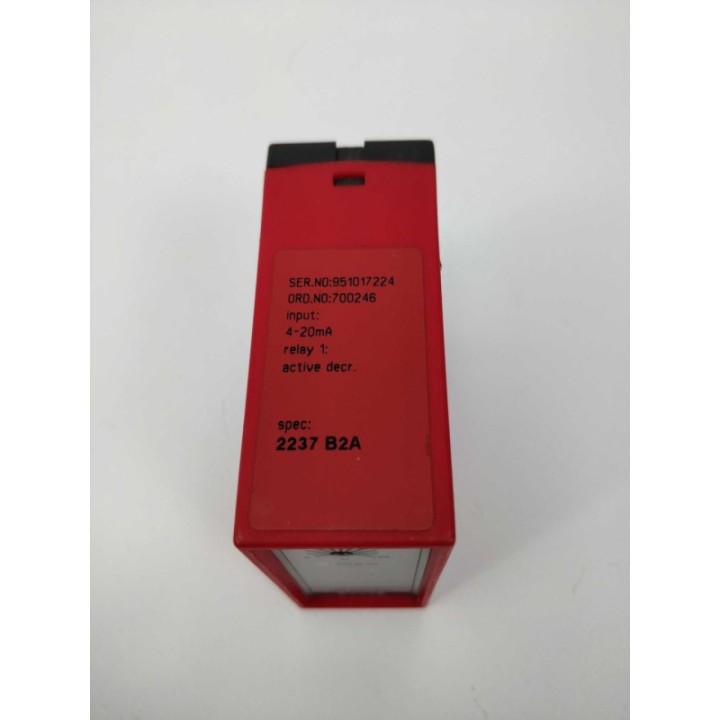 SER.NO:951017224
ORD.NO:700246
input:
4-20mA
relay 1:
active decr.
spec:
2237 B2A